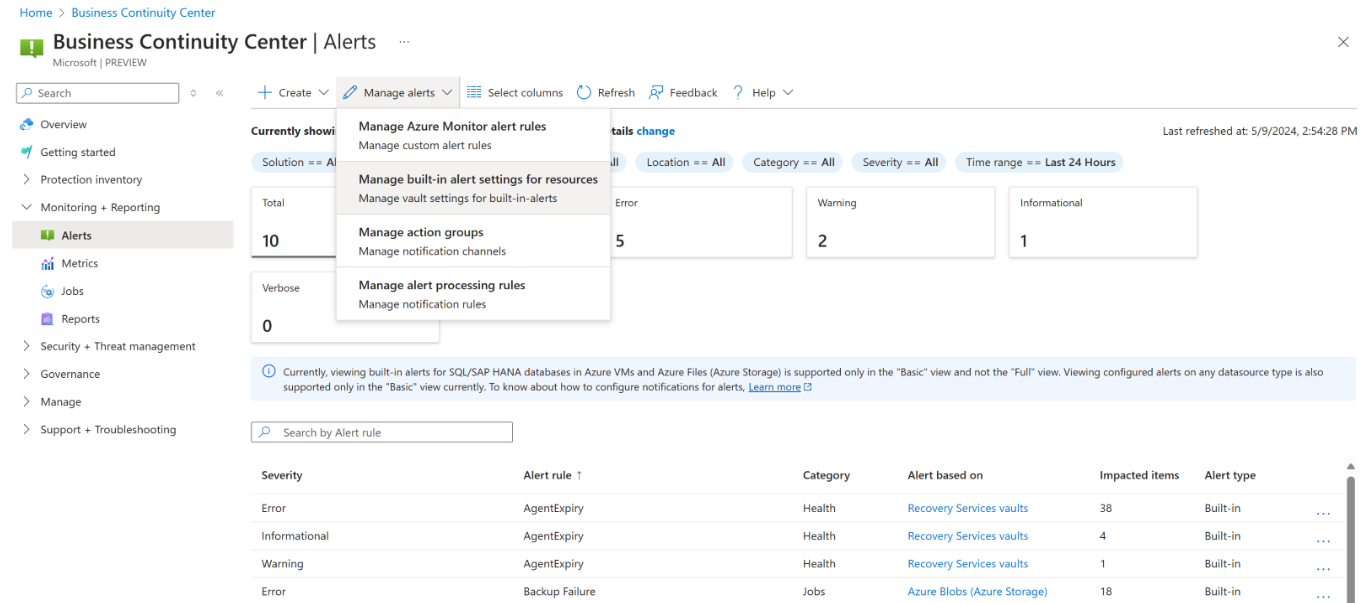 Home > Business Continuity Center
Business Continuity Center | Alerts ...
Microsoft | PREVIEW
Search
Overview
Getting started
Protection inventory
Monitoring + Reporting
Alerts
Metrics
Jobs
Reports
Security + Threat management
Governance
Manage
Support + Troubleshooting
Create Manage alerts Select columns Refresh Feedback Help
Manage Azure Monitor alert rules
Manage custom alert rules
Manage built-in alert settings for resources
Manage vault settings for built-in-alerts
Manage action groups
Manage notification channels
Manage alert processing rules
Manage notification rules
Currently change
Last refreshed at: 5/9/2024, 2:54:28 PM
Solution == Location == All Category == All Severity == All Time range == Last 24 Hours
Total Error Warning Informational
10 5 2 1
Verbose
0
Currently, viewing built-in alerts for SQL/SAP HANA databases in Azure VMs and Azure Files (Azure Storage) is supported only in the "Basic" view and not the "Full" view. Viewing configured alerts on any datasource type is also
supported only in the "Basic" view currently. To know about how to configure notifications for alerts, Learn more
Search by Alert rule
Severity Alert rule ↑ Category Alert based on Impacted items Alert type
Error AgentExpiry Health Recovery Services vaults 38 Built-in ...
Informational AgentExpiry Health Recovery Services vaults 4 Built-in ...
Warning AgentExpiry Health Recovery Services vaults 1 Built-in ...
Error Backup Failure Jobs Azure Blobs (Azure Storage) 18 Built-in ...